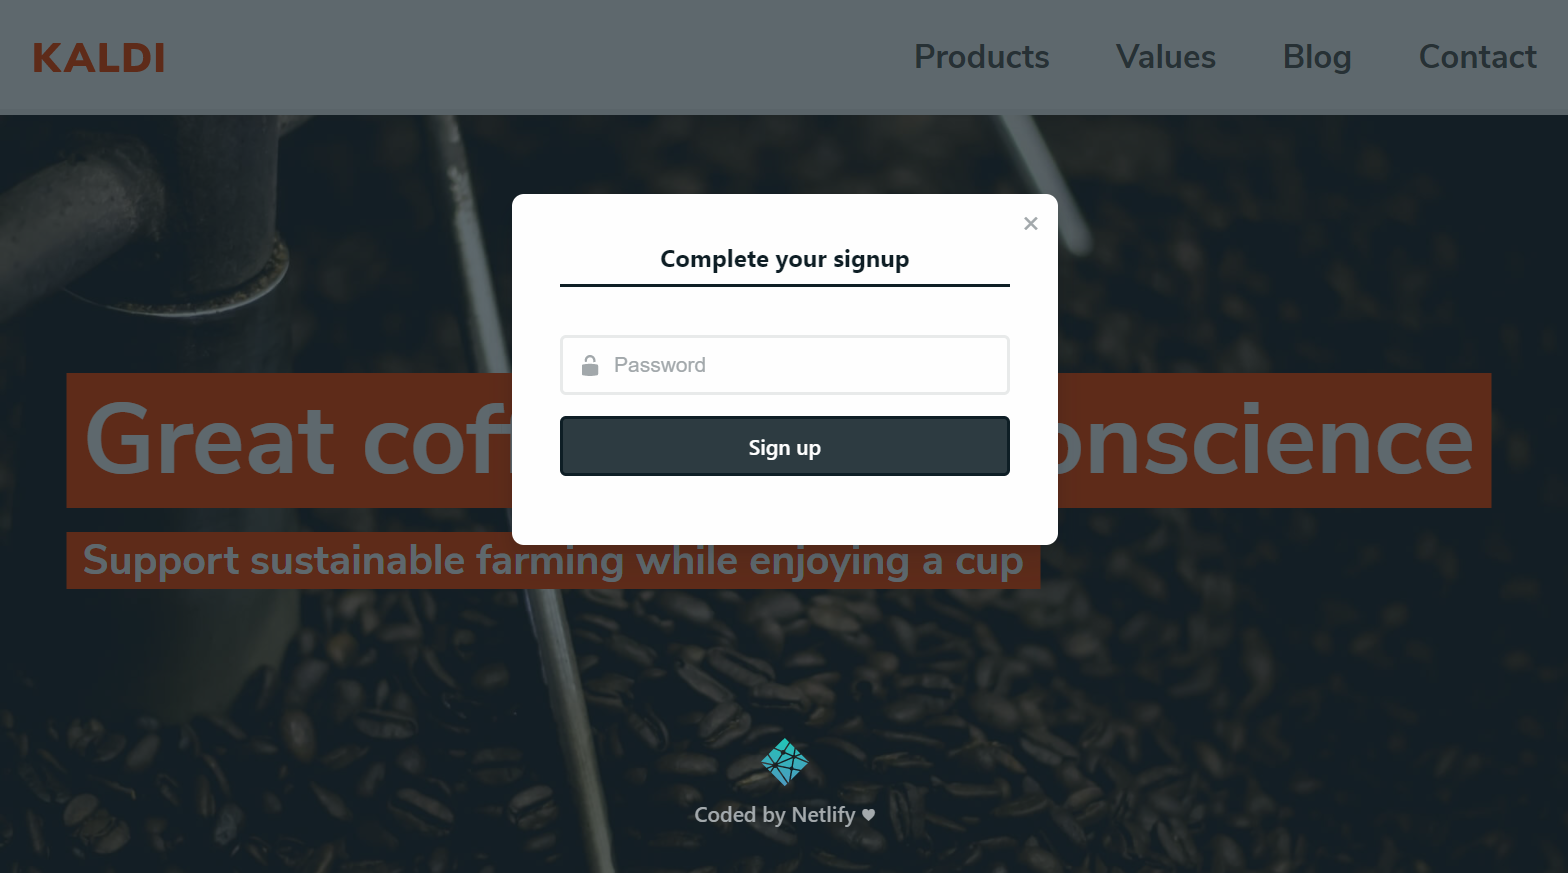 KALDI
Products Values Blog Contact
Complete your signup
Password
Sign up
Great cof onscience
Support sustainable farming while enjoying a cup
Coded by Netlify